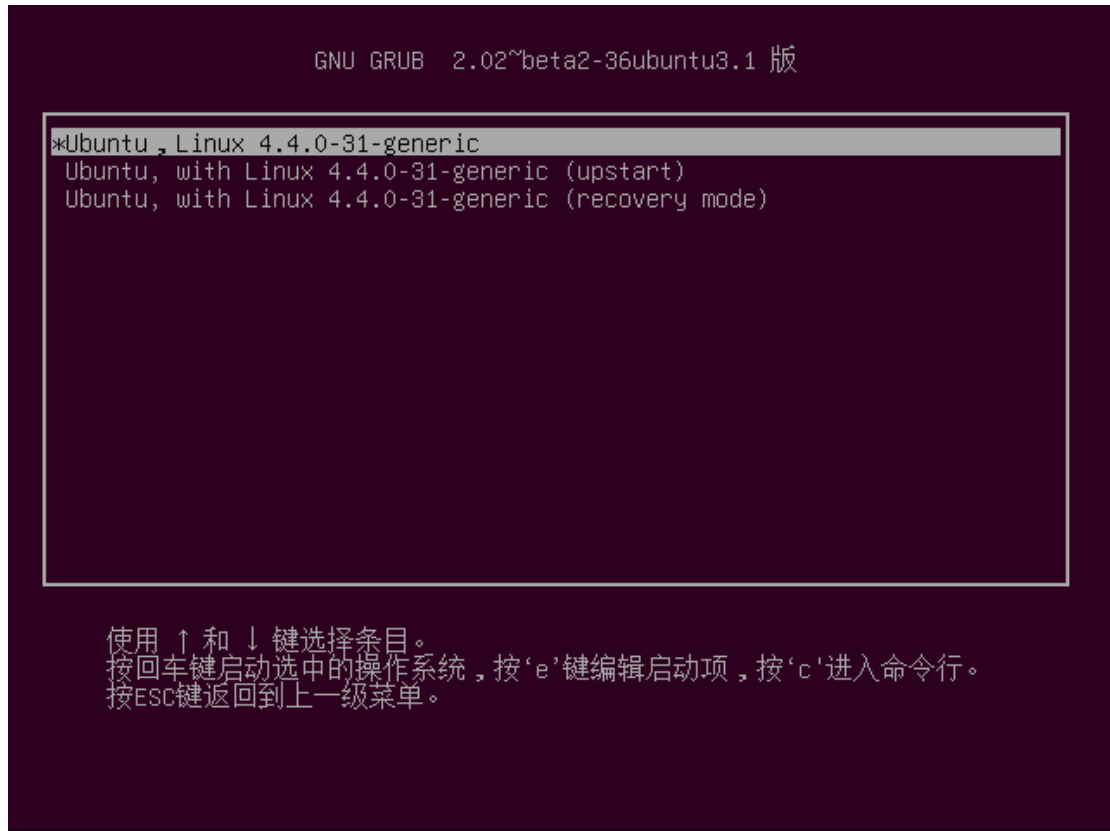 GNU GRUB  2.02~beta2-36ubuntu3.1 版
*Ubuntu，Linux 4.4.0-31-generic
Ubuntu, with Linux 4.4.0-31-generic (upstart)
Ubuntu, with Linux 4.4.0-31-generic (recovery mode)
使用 ↑ 和 ↓ 键选择条目。
按回车键启动选中的操作系统，按‘e’键编辑启动项，按‘c'进入命令行。
按ESC键返回到上一级菜单。